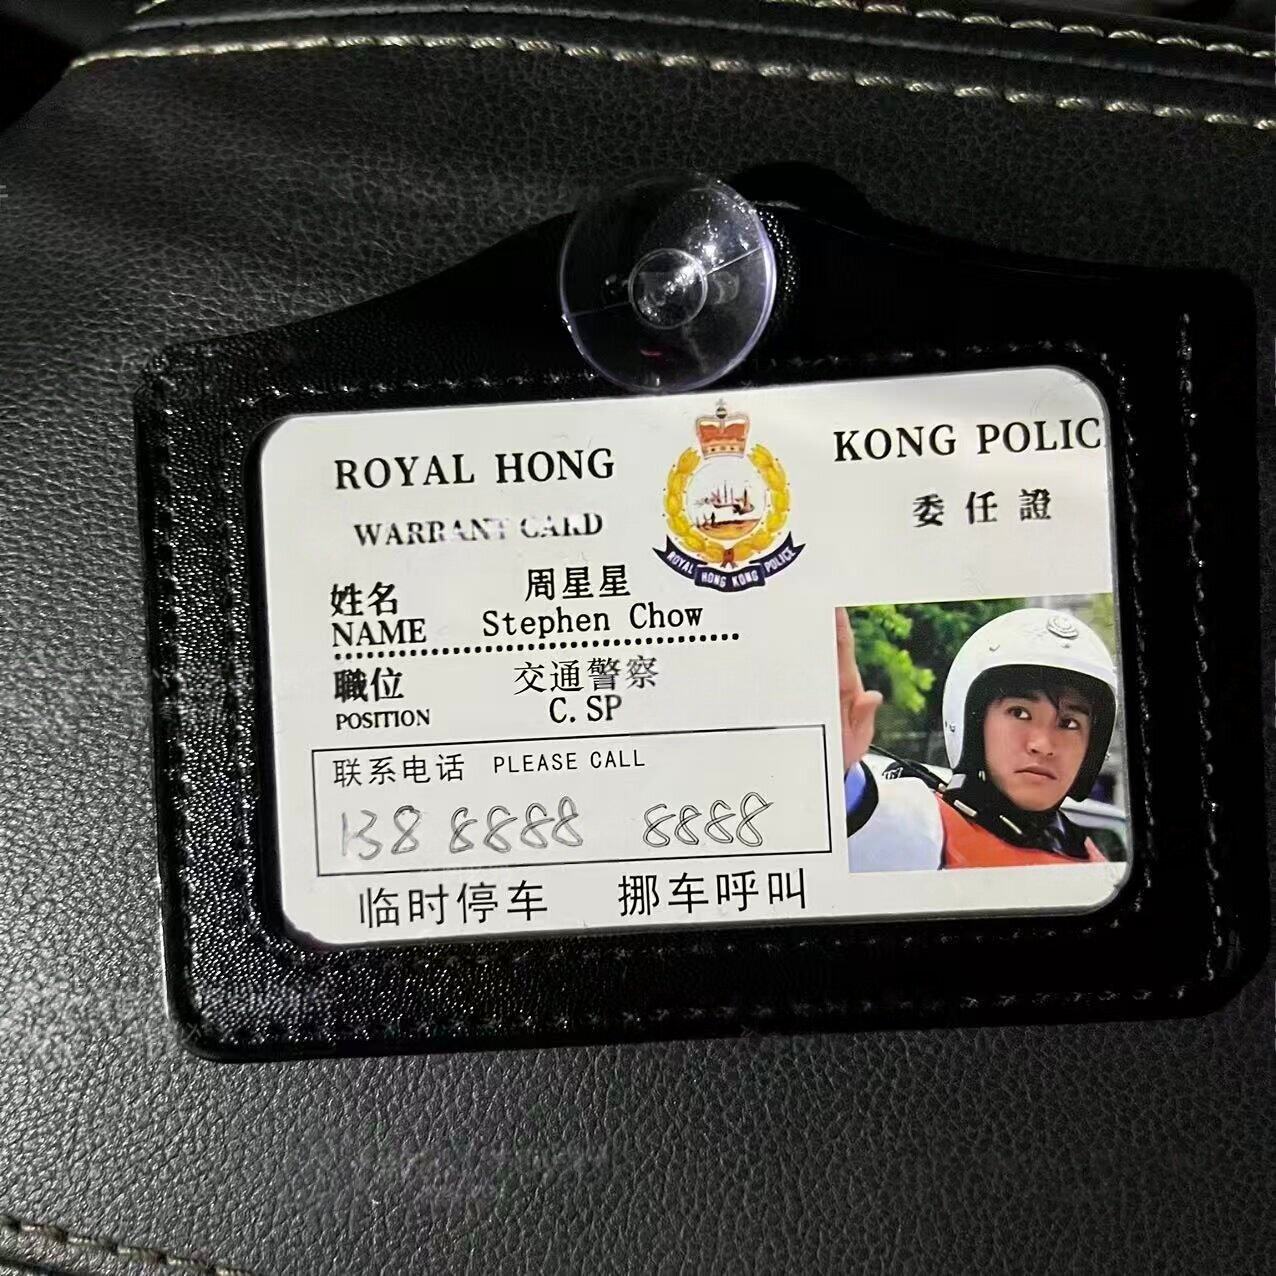 ROYAL HONG KONG POLIC
WARRANT CARD 委任證
ROYAL HONG KONG POLICE
姓名 周星星
NAME Stephen Chow
職位 交通警察
POSITION C.SP
联系电话 PLEASE CALL
138 8888 8888
临时停车 挪车呼叫